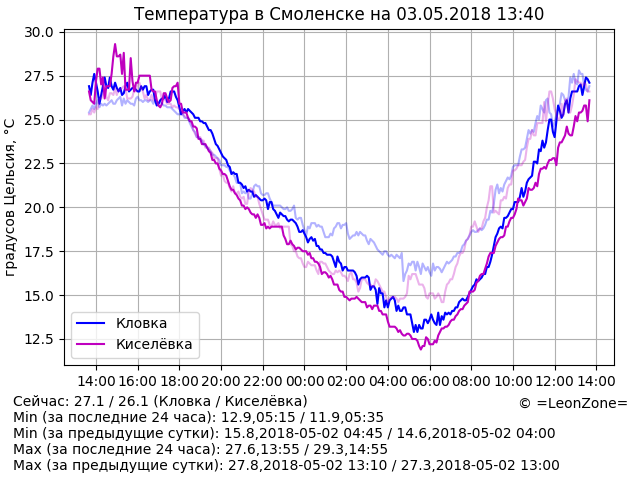 Температура в Смоленске на 03.05.2018 13:40
градусов Цельсия, °C
30.0
27.5
25.0
22.5
20.0
17.5
15.0
12.5
Кловка
Киселёвка
14:00 16:00 18:00 20:00 22:00 00:00 02:00 04:00 06:00 08:00 10:00 12:00 14:00
Сейчас: 27.1 / 26.1 (Кловка / Киселёвка)
© =LeonZone=
Min (за последние 24 часа): 12.9,05:15 / 11.9,05:35
Min (за предыдущие сутки): 15.8,2018-05-02 04:45 / 14.6,2018-05-02 04:00
Max (за последние 24 часа): 27.6,13:55 / 29.3,14:55
Max (за предыдущие сутки): 27.8,2018-05-02 13:10 / 27.3,2018-05-02 13:00